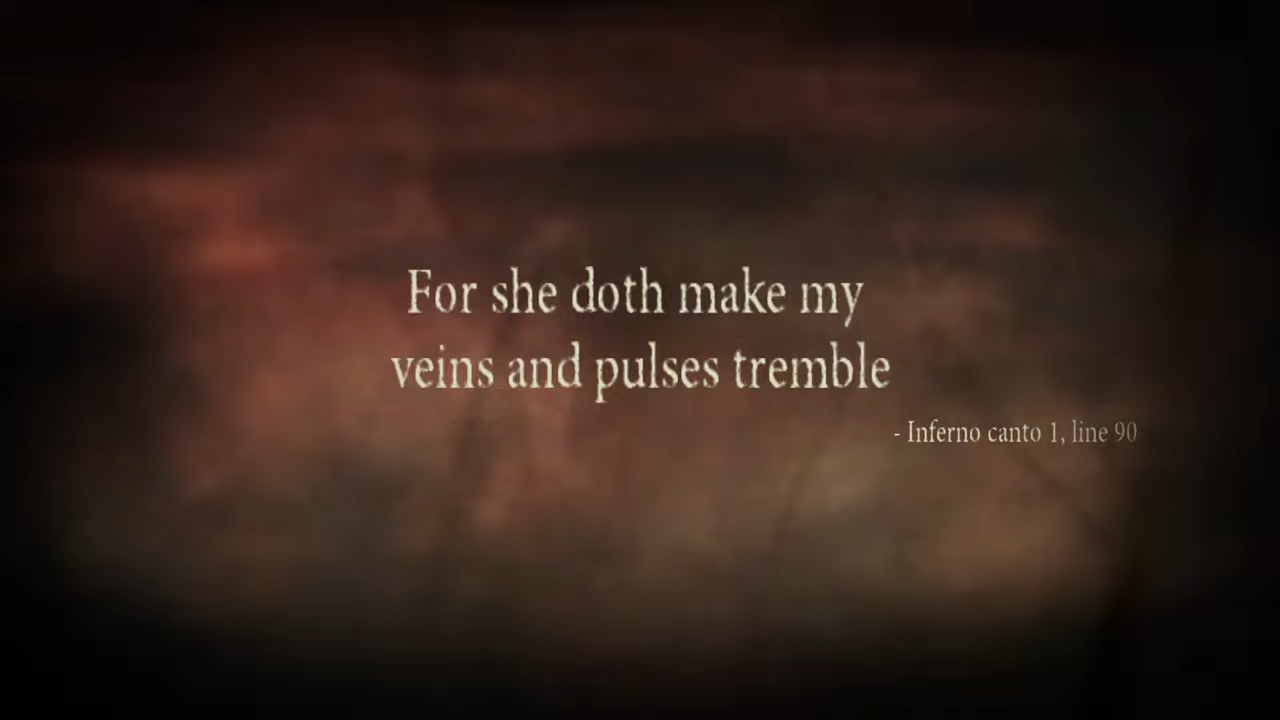 For she doth make my
veins and pulses tremble
- Inferno canto 1, line 90